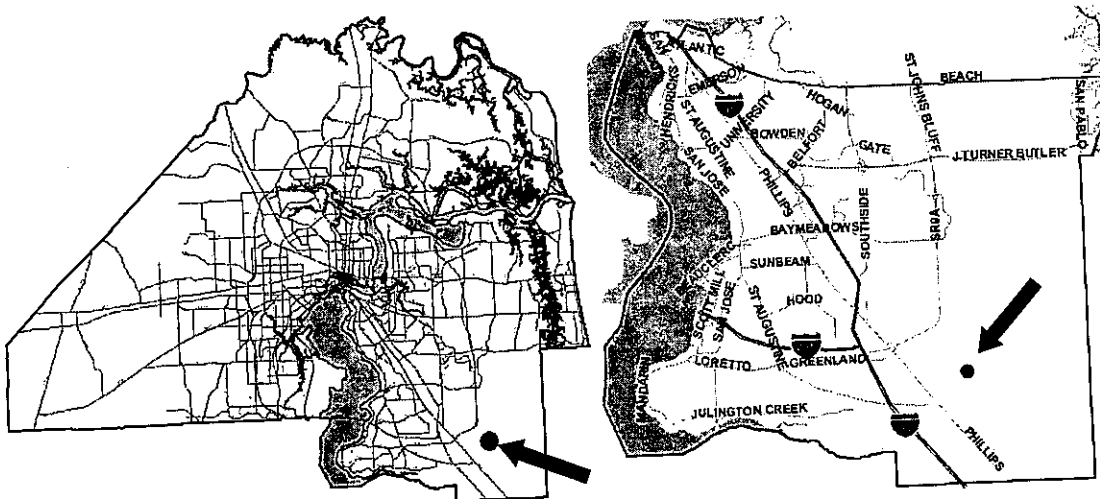 ATLANTIC
BEACH
HENDRICKS
EMERSON
ST AUGUSTINE
UNIVERSITY
HOGAN
ST JOHNS BLUFF
SAN PABLO
BOWDEN
BELFORT
GATE
J TURNER BUTLER
SAN JOSE
PHILLIPS
SOUTHSIDE
SR9A
BAYMEADOWS
SUNBEAM
SCOTT MILL
SAN JOSE
ST AUGUSTINE
HOOD
LORETTO
GREENLAND
MANDARIN
JULINGTON CREEK
PHILLIPS